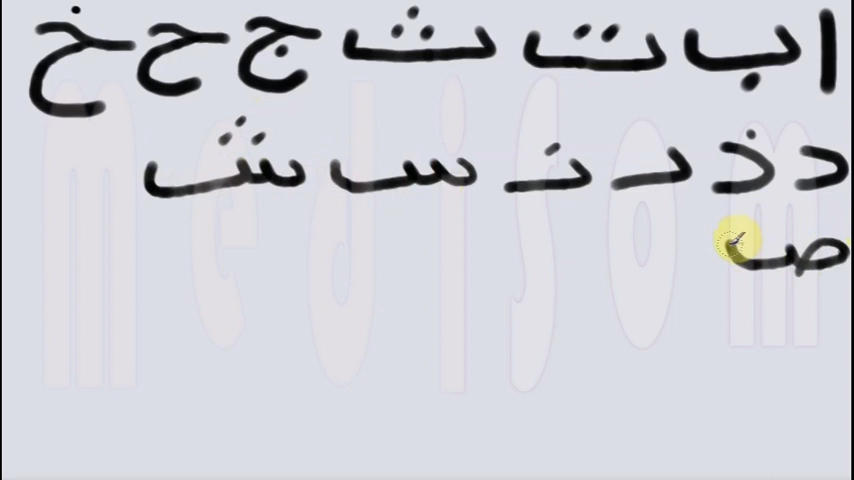 ا ب ت ث ج ح خ
د ذ ر ز س ش
ص
medisom